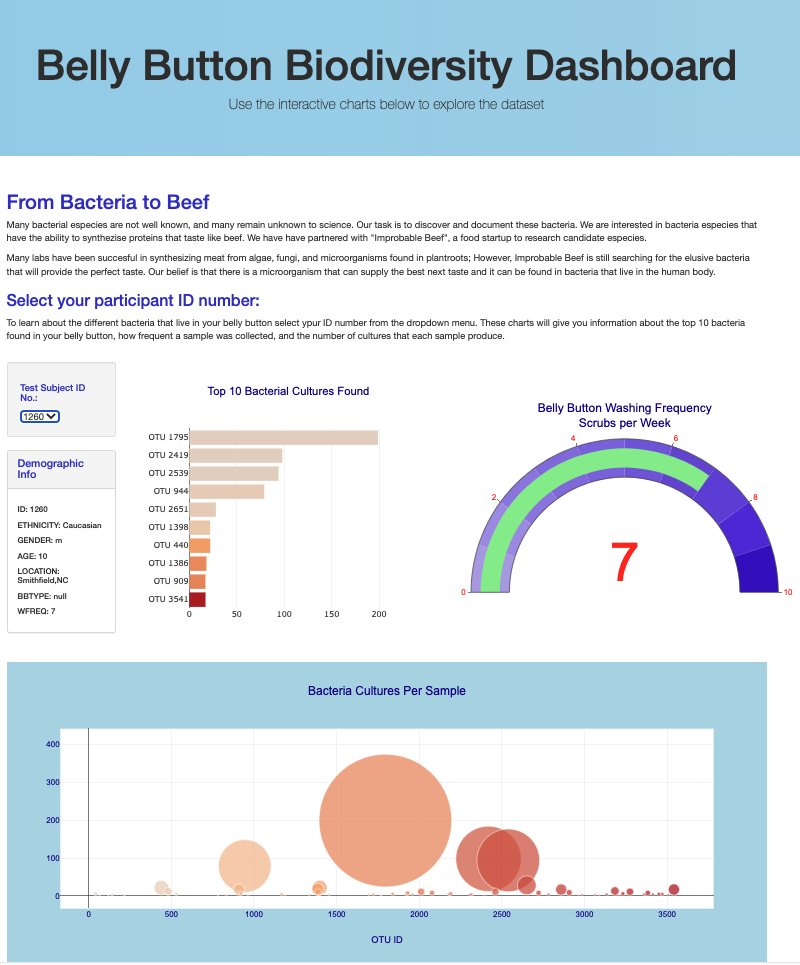 Belly Button Biodiversity Dashboard
Use the interactive charts below to explore the dataset
From Bacteria to Beef
Many bacterial especies are not well known, and many remain unknown to science. Our task is to discover and document these bacteria. We are interested in bacteria especies that
have the ability to synthezise proteins that taste like beef. We have have partnered with "Improbable Beef", a food startup to research candidate especies.
Many labs have been succesful in synthesizing meat from algae, fungi, and microorganisms found in plantroots; However, Improbable Beef is still searching for the elusive bacteria
that will provide the perfect taste. Our belief is that there is a microorganism that can supply the best next taste and it can be found in bacteria that live in the human body.
Select your participant ID number:
To learn about the different bacteria that live in your belly button select ypur ID number from the dropdown menu. These charts will give you information about the top 10 bacteria
found in your belly button, how frequent a sample was collected, and the number of cultures that each sample produce.
Test Subject ID
No.:
1260
Demographic
Info
ID: 1260
ETHNICITY: Caucasian
GENDER: m
AGE: 10
LOCATION:
Smithfield,NC
BBTYPE: null
WFREQ: 7
Top 10 Bacterial Cultures Found
OTU 1795
OTU 2419
OTU 2539
OTU 944
OTU 2651
OTU 1398
OTU 440
OTU 1386
OTU 909
OTU 3541
0 50 100 150 200
Belly Button Washing Frequency
Scrubs per Week
0
2
4
6
8
10
7
Bacteria Cultures Per Sample
400
300
200
100
0
0 500 1000 1500 2000 2500 3000 3500
OTU ID